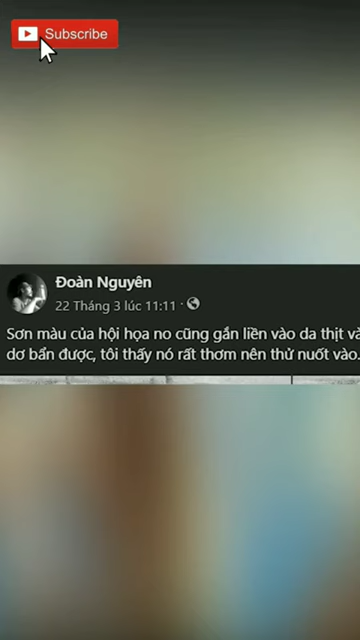 Subscribe
Đoàn Nguyên
22 Tháng 3 lúc 11:11 ·
Sơn màu của hội họa no cũng gắn liền vào da thịt và
dơ bẩn được, tôi thấy nó rất thơm nên thử nuốt vào.